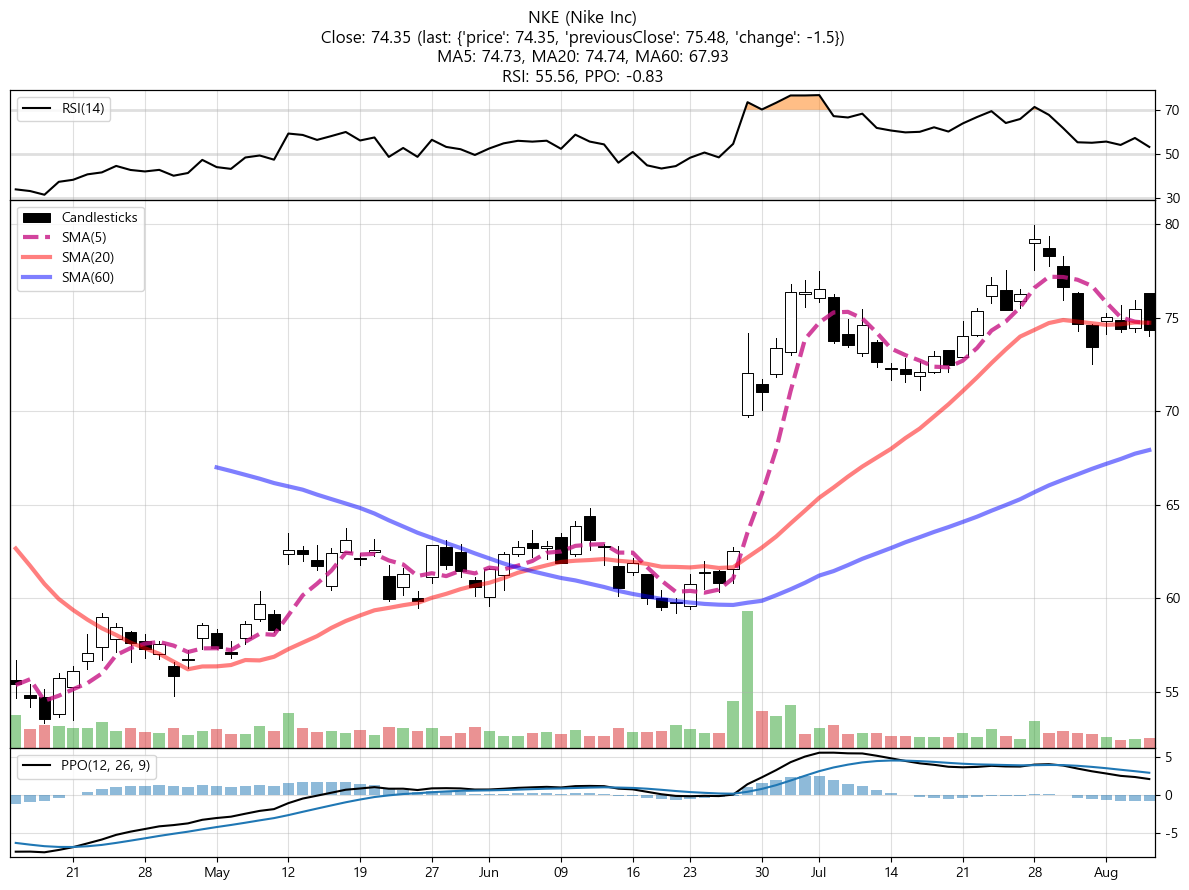 NKE (Nike Inc)
Close: 74.35 (last: {'price': 74.35, 'previousClose': 75.48, 'change': -1.5})
MA5: 74.73, MA20: 74.74, MA60: 67.93
RSI: 55.56, PPO: -0.83
RSI(14)
70
50
30
Candlesticks
SMA(5)
SMA(20)
SMA(60)
80
75
70
65
60
55
PPO(12, 26, 9)
5
0
-5
21 28 May 12 19 27 Jun 09 16 23 30 Jul 14 21 28 Aug